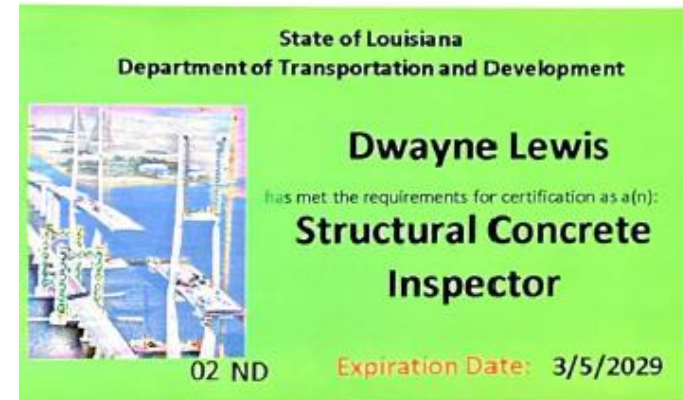 State of Louisiana
Department of Transportation and Development
Dwayne Lewis
has met the requirements for certification as a(n):
Structural Concrete
Inspector
02 ND
Expiration Date: 3/5/2029